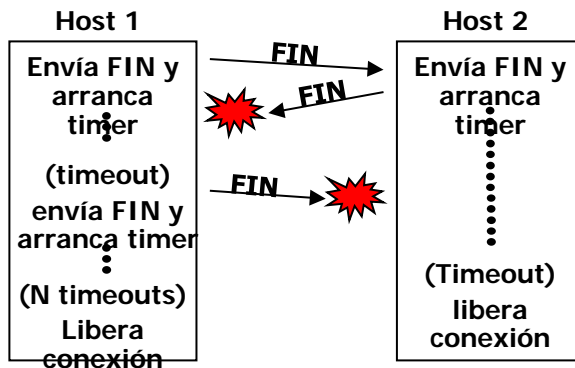 Host 1
Host 2
Envía FIN y
arranca
timer
(timeout)
envía FIN y
arranca timer
(N timeouts)
Libera
conexión
FIN
FIN
FIN
Envía FIN y
arranca
timer
(Timeout)
libera
conexión